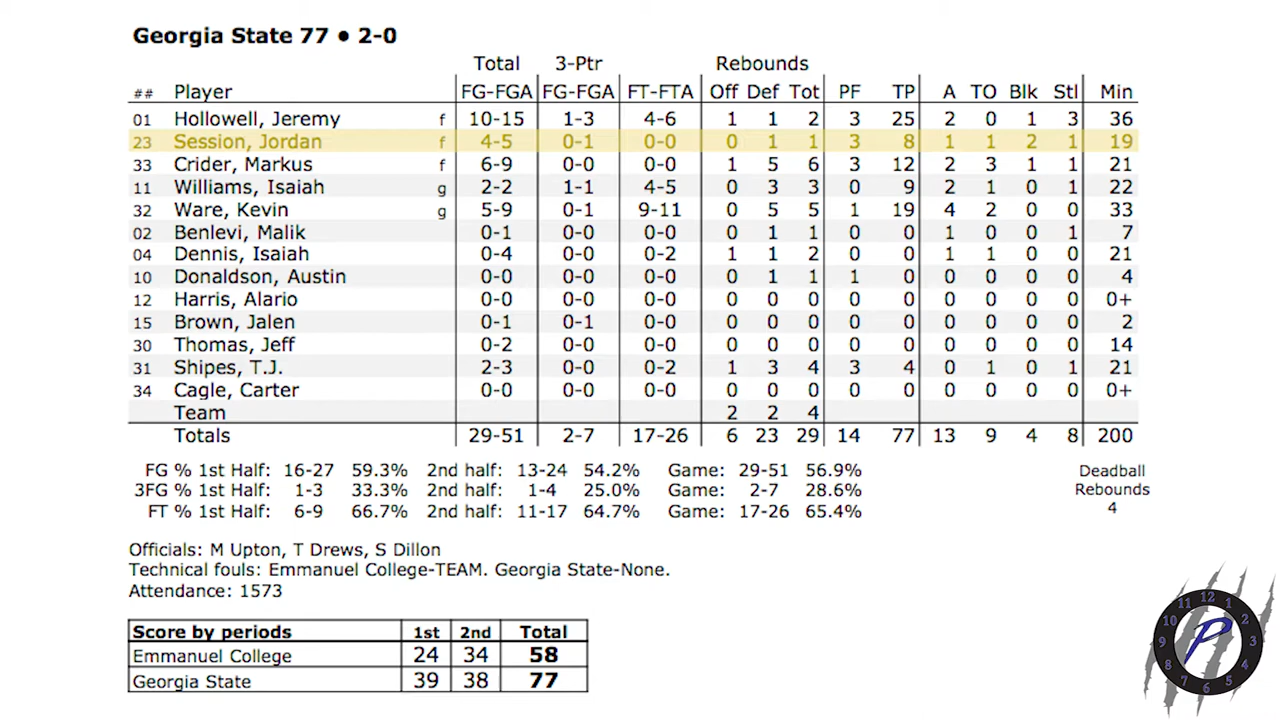 Georgia State 77 • 2-0
Total 3-Ptr Rebounds
## Player FG-FGA FG-FGA FT-FTA Off Def Tot PF TP A TO Blk Stl Min
01 Hollowell, Jeremy f 10-15 1-3 4-6 1 1 2 3 25 2 0 1 3 36
23 Session, Jordan f 4-5 0-1 0-0 0 1 1 3 8 1 1 2 1 19
33 Crider, Markus f 6-9 0-0 0-0 1 5 6 3 12 2 3 1 1 21
11 Williams, Isaiah g 2-2 1-1 4-5 0 3 3 0 9 2 1 0 1 22
32 Ware, Kevin g 5-9 0-1 9-11 0 5 5 1 19 4 2 0 0 33
02 Benlevi, Malik 0-1 0-0 0-0 0 1 1 0 0 1 0 0 1 7
04 Dennis, Isaiah 0-4 0-0 0-2 1 1 2 0 0 1 1 0 0 21
10 Donaldson, Austin 0-0 0-0 0-0 0 1 1 1 0 0 0 0 0 4
12 Harris, Alario 0-0 0-0 0-0 0 0 0 0 0 0 0 0 0 0+
15 Brown, Jalen 0-1 0-1 0-0 0 0 0 0 0 0 0 0 0 2
30 Thomas, Jeff 0-2 0-0 0-0 0 0 0 0 0 0 0 0 0 14
31 Shipes, T.J. 2-3 0-0 0-2 1 3 4 3 4 0 1 0 1 21
34 Cagle, Carter 0-0 0-0 0-0 0 0 0 0 0 0 0 0 0 0+
Team 2 2 4
Totals 29-51 2-7 17-26 6 23 29 14 77 13 9 4 8 200
FG % 1st Half: 16-27 59.3% 2nd half: 13-24 54.2% Game: 29-51 56.9%
3FG % 1st Half: 1-3 33.3% 2nd half: 1-4 25.0% Game: 2-7 28.6%
FT % 1st Half: 6-9 66.7% 2nd half: 11-17 64.7% Game: 17-26 65.4%
Deadball
Rebounds
4
Officials: M Upton, T Drews, S Dillon
Technical fouls: Emmanuel College-TEAM. Georgia State-None.
Attendance: 1573
Score by periods 1st 2nd Total
Emmanuel College 24 34 58
Georgia State 39 38 77
12 1 2 3 4 5 6 7 8 9 10 11
P